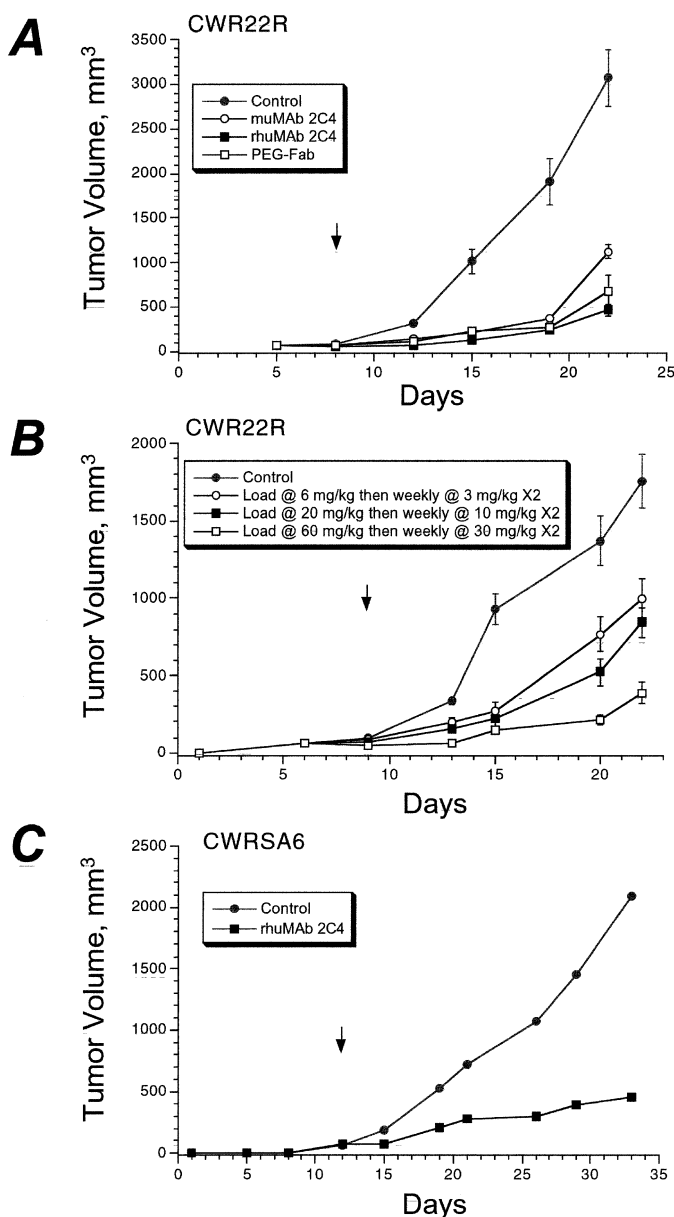 A
CWR22R
Tumor Volume, mm³
3500
3000
2500
2000
1500
1000
500
0
Control
muMAb 2C4
rhuMAb 2C4
PEG-Fab
0 5 10 15 20 25
Days
B
CWR22R
Tumor Volume, mm³
2000
1500
1000
500
0
Control
Load @ 6 mg/kg then weekly @ 3 mg/kg X2
Load @ 20 mg/kg then weekly @ 10 mg/kg X2
Load @ 60 mg/kg then weekly @ 30 mg/kg X2
0 5 10 15 20
Days
C
CWRSA6
Tumor Volume, mm³
2500
2000
1500
1000
500
0
Control
rhuMAb 2C4
0 5 10 15 20 25 30 35
Days